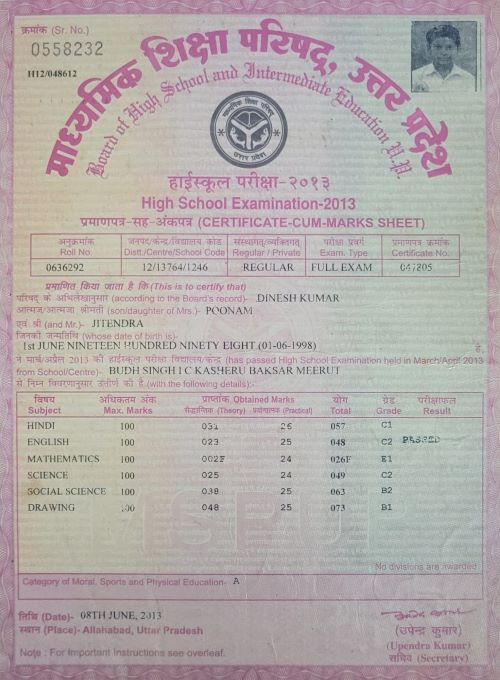 क्रमांक (Sr. No.)
0558232
H12/048612
माध्यमिक शिक्षा परिषद, उत्तर प्रदेश
Board of High School and Intermediate Education U.P.
माध्यमिक शिक्षा परिषद्
उत्तर प्रदेश
हाईस्कूल परीक्षा-२०१३
High School Examination-2013
प्रमाणपत्र-सह-अंकपत्र (CERTIFICATE-CUM-MARKS SHEET)
अनुक्रमांक जनपद/केन्द्र/विद्यालय कोड संस्थागत/व्यक्तिगत परीक्षा प्रवर्ग प्रमाणपत्र क्रमांक
Roll No. Distt./Centre/School Code Regular / Private Exam. Type Certificate No.
0636292 12/13764/1246 REGULAR FULL EXAM 047805
प्रमाणित किया जाता है कि (This is to certify that)
परिषद के अभिलेखानुसार (according to the Board's record)- DINESH KUMAR
आत्मज/आत्मजा श्रीमती (son/daughter of Mrs.)- POONAM
एवं श्री (and Mr.)- JITENDRA
जिनकी जन्मतिथि (whose date of birth is)-
1st JUNE NINETEEN HUNDRED NINETY EIGHT (01-06-1998) है,
ने मार्च/अप्रैल 2013 की हाईस्कूल परीक्षा विद्यालय/केन्द्र (has passed High School Examination held in March/April 2013
from School/Centre)- BUDH SINGH I C KASHERU BAKSAR MEERUT
से निम्न विवरणानुसार उत्तीर्ण की है (with the following details):-
विषय अधिकतम अंक प्राप्तांक Obtained Marks योग ग्रेड परीक्षाफल
Subject Max. Marks सैद्धान्तिक (Theory) प्रयोगात्मक (Practical) Total Grade Result
HINDI 100 031 26 057 C1
ENGLISH 100 023 25 048 C2 PASSED
MATHEMATICS 100 002F 24 026F E1
SCIENCE 100 025 24 049 C2
SOCIAL SCIENCE 100 038 25 063 B2
DRAWING 100 048 25 073 B1
No divisions are awarded
Category of Moral, Sports and Physical Education- A
तिथि (Date)- 08TH JUNE, 2013
स्थान (Place)- Allahabad, Uttar Pradesh
(उपेन्द्र कुमार)
(Upendra Kumar)
सचिव (Secretary)
Note : For Important Instructions see overleaf.